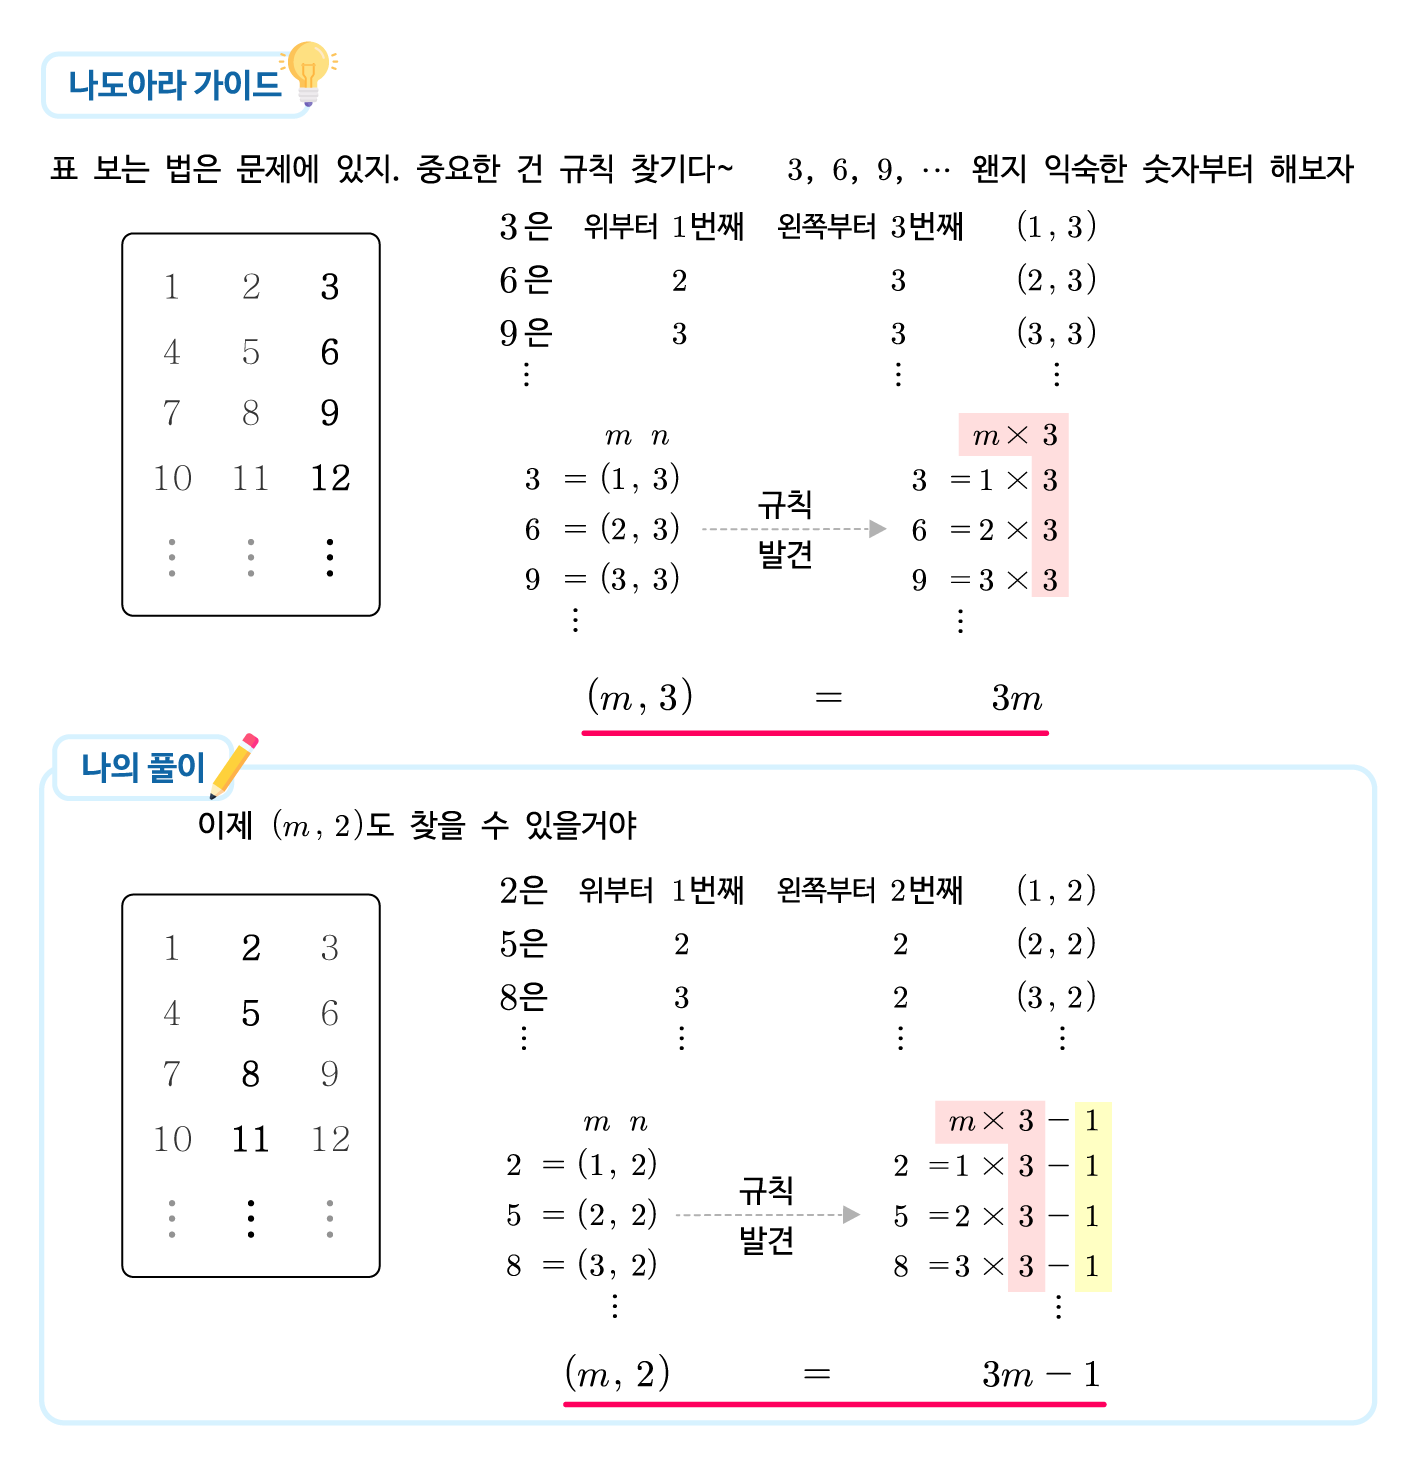 나도아라 가이드
표 보는 법은 문제에 있지. 중요한 건 규칙 찾기다~ 3, 6, 9, ⋯ 왠지 익숙한 숫자부터 해보자
3은 위부터 1번째 왼쪽부터 3번째 (1, 3)
6은 2 3 (2, 3)
9은 3 3 (3, 3)
⋮ ⋮ ⋮
1 2 3
4 5 6
7 8 9
10 11 12
⋮ ⋮ ⋮
m n
3 = (1, 3)
6 = (2, 3)
9 = (3, 3)
⋮
규칙
발견
m × 3
3 = 1 × 3
6 = 2 × 3
9 = 3 × 3
⋮
(m, 3) = 3m
나의 풀이
이제 (m, 2)도 찾을 수 있을거야
2은 위부터 1번째 왼쪽부터 2번째 (1, 2)
5은 2 2 (2, 2)
8은 3 2 (3, 2)
⋮ ⋮ ⋮ ⋮
1 2 3
4 5 6
7 8 9
10 11 12
⋮ ⋮ ⋮
m n
2 = (1, 2)
5 = (2, 2)
8 = (3, 2)
⋮
규칙
발견
m × 3 − 1
2 = 1 × 3 − 1
5 = 2 × 3 − 1
8 = 3 × 3 − 1
⋮
(m, 2) = 3m − 1